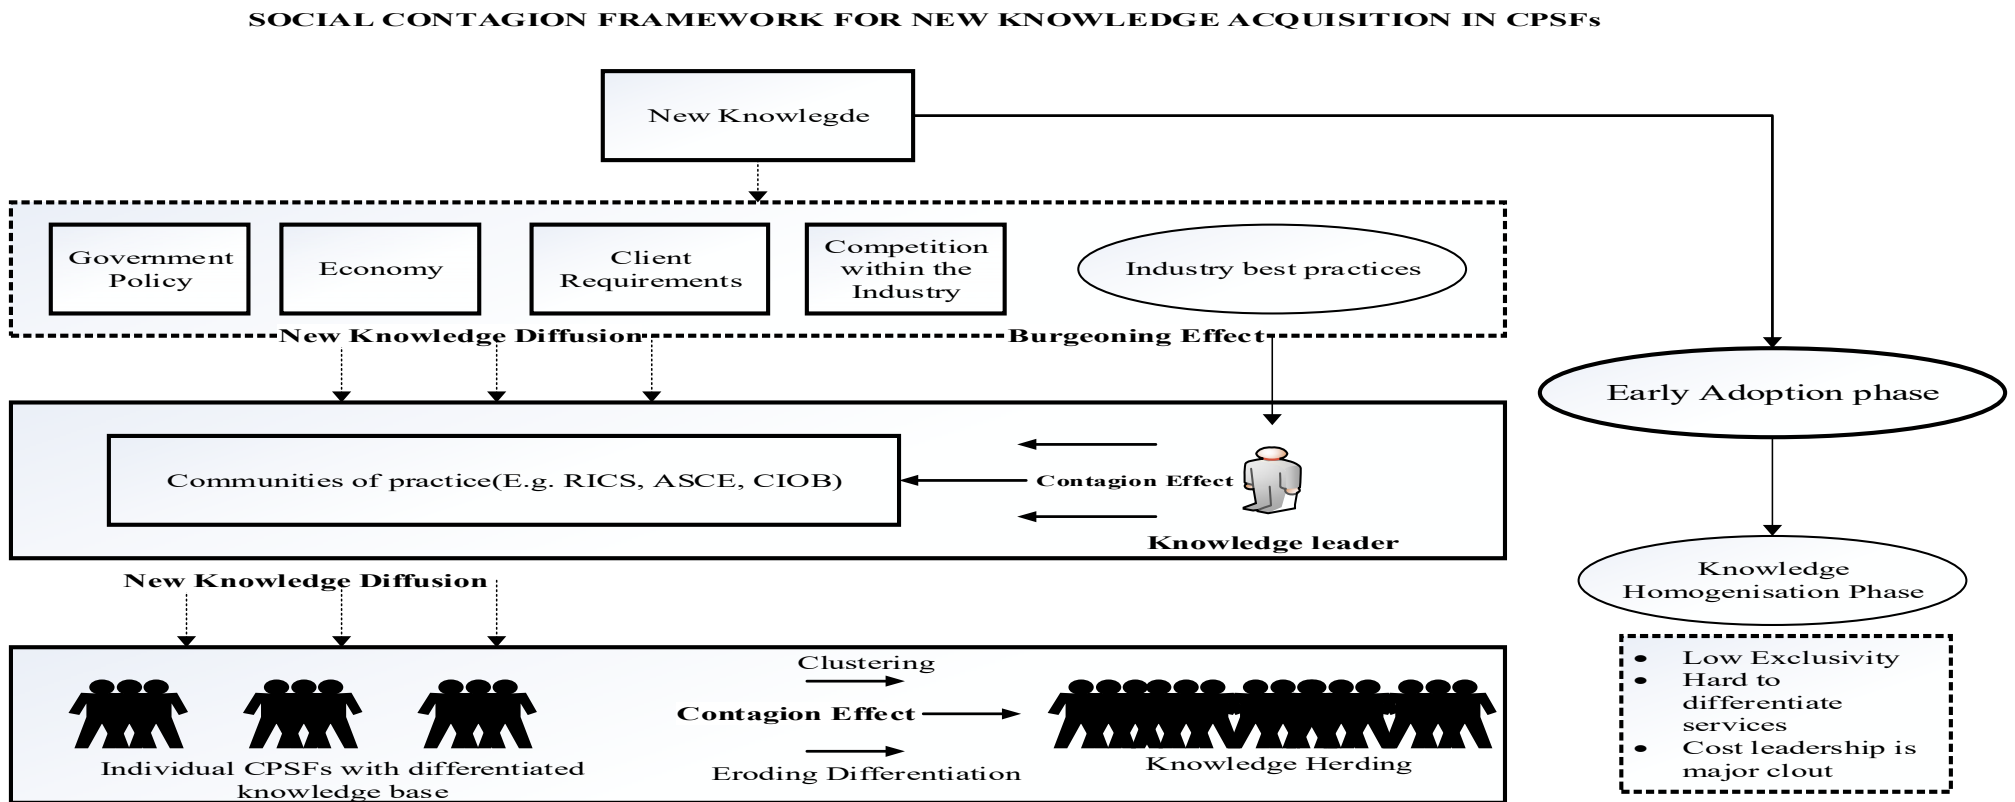 SOCIAL CONTAGION FRAMEWORK FOR NEW KNOWLEDGE ACQUISITION IN CPSFs
New Knowlegde
Government
Policy
Economy
Client
Requirements
Competition
within the
Industry
Industry best practices
New Knowledge Diffusion
Burgeoning Effect
Early Adoption phase
Communities of practice(E.g. RICS, ASCE, CIOB)
Contagion Effect
Knowledge leader
Knowledge
Homogenisation Phase
New Knowledge Diffusion
Clustering
Contagion Effect
Eroding Differentiation
Individual CPSFs with differentiated
knowledge base
Knowledge Herding
• Low Exclusivity
• Hard to
differentiate
services
• Cost leadership is
major clout